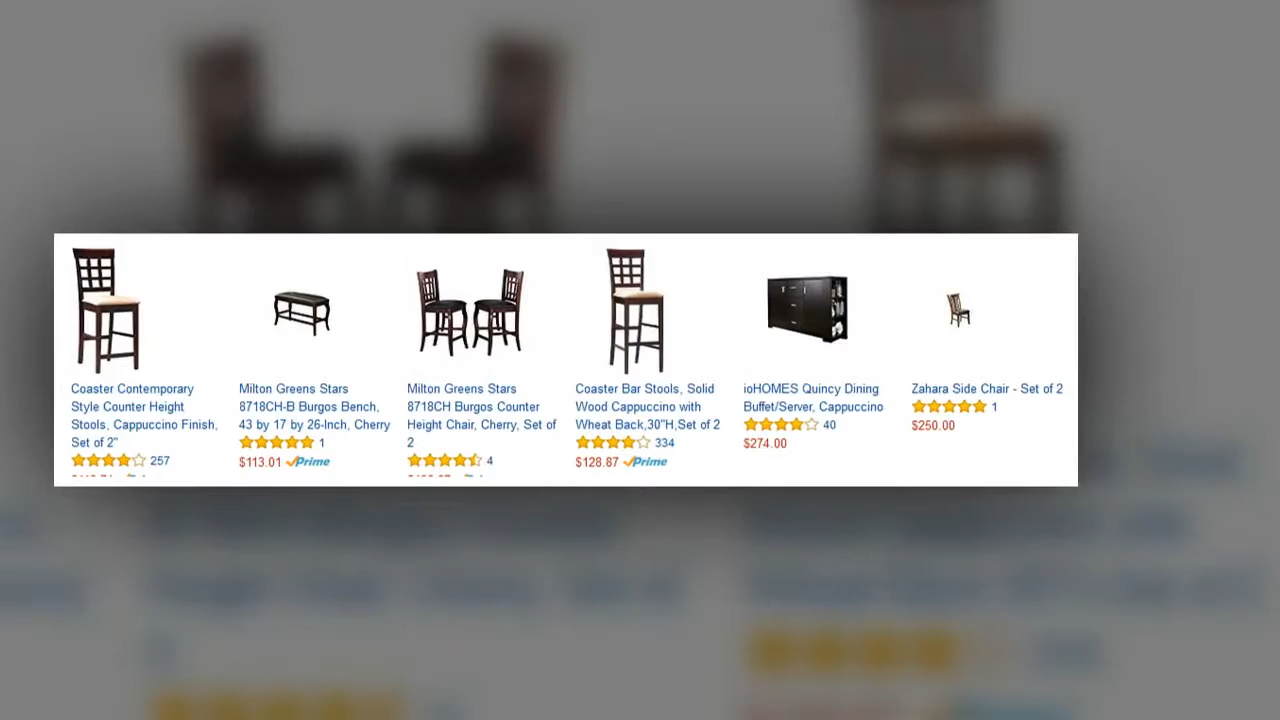 Coaster Contemporary
Style Counter Height
Stools, Cappuccino Finish,
Set of 2"
257
Milton Greens Stars
8718CH-B Burgos Bench,
43 by 17 by 26-Inch, Cherry
1
$113.01 Prime
Milton Greens Stars
8718CH Burgos Counter
Height Chair, Cherry, Set of
2
4
Coaster Bar Stools, Solid
Wood Cappuccino with
Wheat Back,30"H,Set of 2
334
$128.87 Prime
ioHOMES Quincy Dining
Buffet/Server, Cappuccino
40
$274.00
Zahara Side Chair - Set of 2
1
$250.00